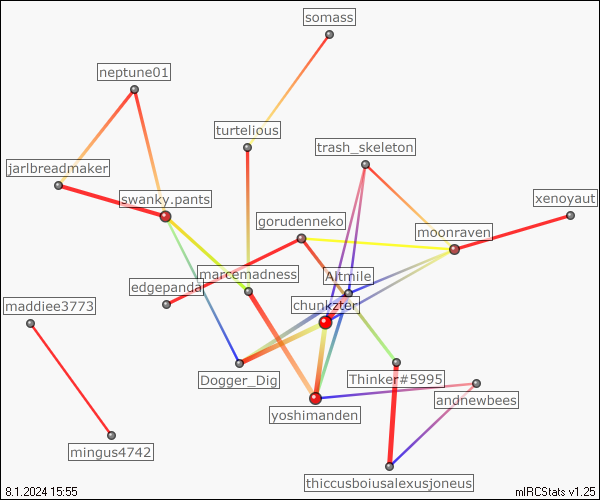 somass
neptune01
turtelious
trash_skeleton
jarlbreadmaker
swanky.pants
xenoyaut
gorudenneko
moonraven
marcemadness
Altmile
edgepanda
maddiee3773
chunkzter
Dogger_Dig
Thinker#5995
andnewbees
yoshimanden
mingus4742
thiccusboiusalexusjoneus
8.1.2024 15:55
mIRCStats v1.25